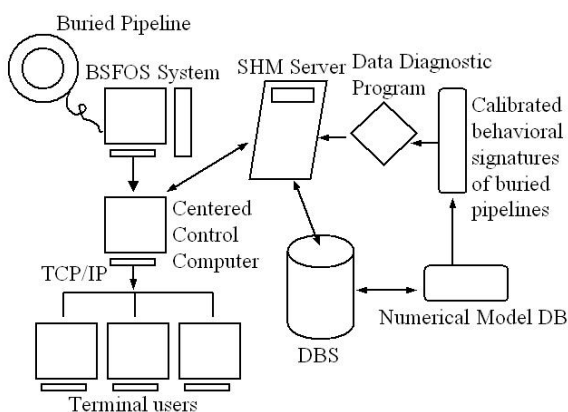 Buried Pipeline
BSFOS System
SHM Server
Data Diagnostic
Program
Calibrated
behavioral
signatures
of buried
pipelines
Centered
Control
Computer
TCP/IP
DBS
Numerical Model DB
Terminal users